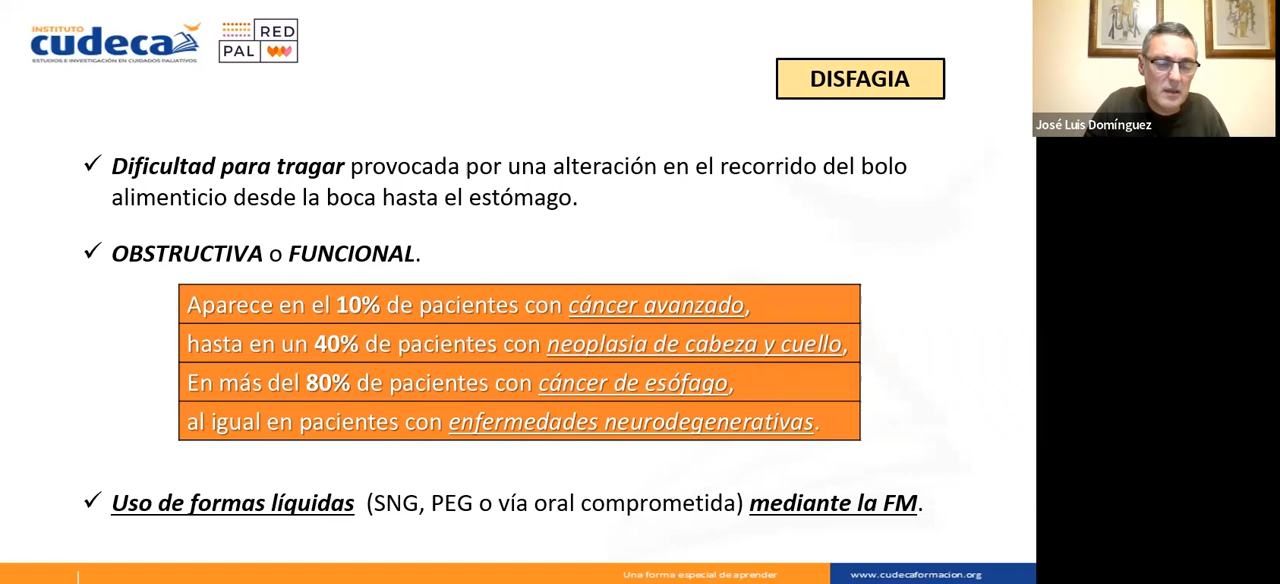 INSTITUTO
cudeca
ESTUDIOS E INVESTIGACIÓN EN CUIDADOS PALIATIVOS
RED
PAL
DISFAGIA
José Luis Domínguez
✓ Dificultad para tragar provocada por una alteración en el recorrido del bolo
alimenticio desde la boca hasta el estómago.
✓ OBSTRUCTIVA o FUNCIONAL.
Aparece en el 10% de pacientes con cáncer avanzado,
hasta en un 40% de pacientes con neoplasia de cabeza y cuello,
En más del 80% de pacientes con cáncer de esófago,
al igual en pacientes con enfermedades neurodegenerativas.
✓ Uso de formas líquidas (SNG, PEG o vía oral comprometida) mediante la FM.
Una forma especial de aprender
www.cudecaformacion.org